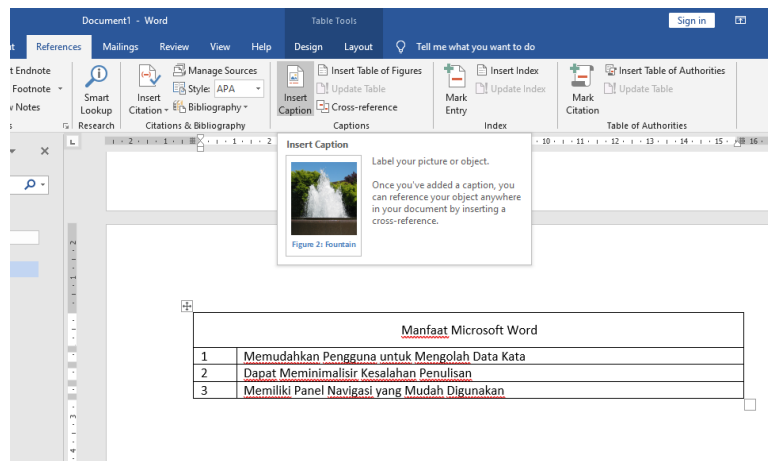 Document1 - Word
Table Tools
Sign in
References Mailings Review View Help Design Layout Tell me what you want to do
t Endnote
Footnote
Notes
Smart Lookup
Research
Insert Citation
Manage Sources
Style: APA
Bibliography
Citations & Bibliography
Insert Caption
Insert Table of Figures
Update Table
Cross-reference
Captions
Mark Entry
Insert Index
Update Index
Index
Mark Citation
Insert Table of Authorities
Update Table
Table of Authorities
Insert Caption
Label your picture or object.
Once you've added a caption, you
can reference your object anywhere
in your document by inserting a
cross-reference.
Figure 2: Fountain
Manfaat Microsoft Word
1 Memudahkan Pengguna untuk Mengolah Data Kata
2 Dapat Meminimalisir Kesalahan Penulisan
3 Memiliki Panel Navigasi yang Mudah Digunakan